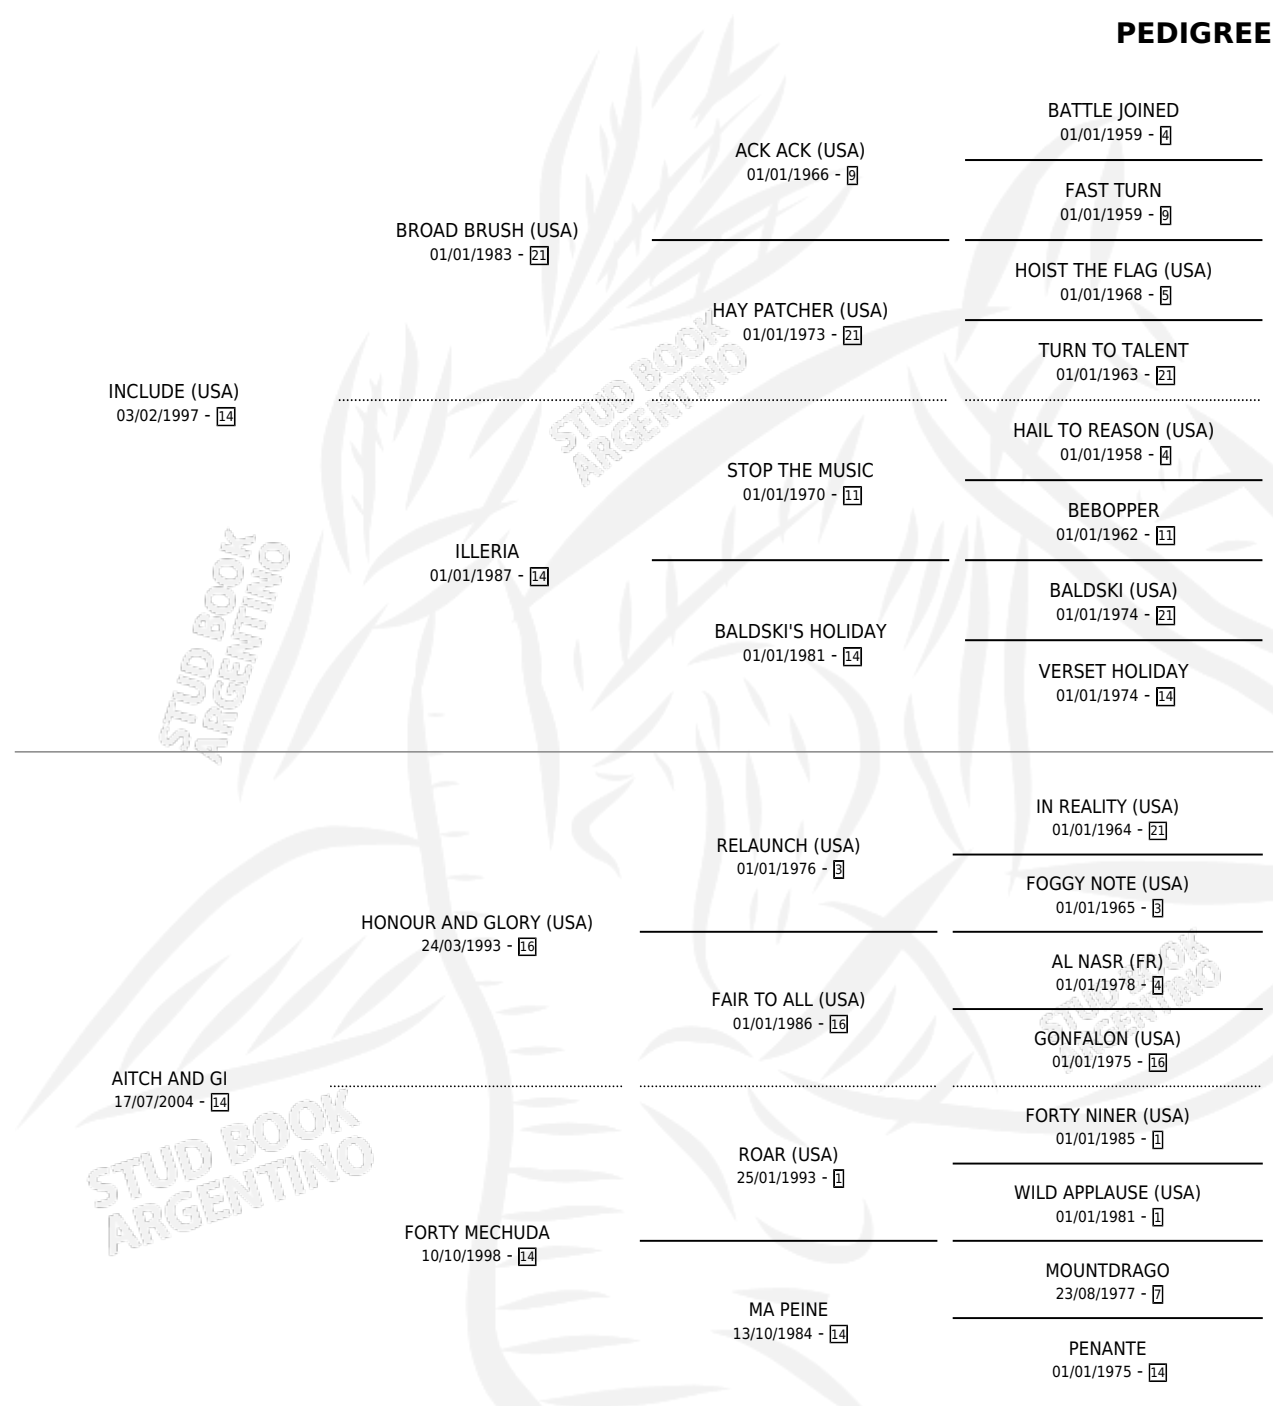 PEDIGREE
BATTLE JOINED
01/01/1959 - 4
ACK ACK (USA)
01/01/1966 - 9
FAST TURN
01/01/1959 - 9
BROAD BRUSH (USA)
01/01/1983 - 21
HOIST THE FLAG (USA)
01/01/1968 - 5
HAY PATCHER (USA)
01/01/1973 - 21
TURN TO TALENT
01/01/1963 - 21
INCLUDE (USA)
03/02/1997 - 14
STUD BOOK
ARGENTINO
HAIL TO REASON (USA)
01/01/1958 - 4
STOP THE MUSIC
01/01/1970 - 11
BEBOPPER
01/01/1962 - 11
ILLERIA
01/01/1987 - 14
BALDSKI (USA)
01/01/1974 - 21
BALDSKI'S HOLIDAY
01/01/1981 - 14
VERSET HOLIDAY
01/01/1974 - 14
STUD BOOK
ARGENTINO
IN REALITY (USA)
01/01/1964 - 21
RELAUNCH (USA)
01/01/1976 - 3
FOGGY NOTE (USA)
01/01/1965 - 3
HONOUR AND GLORY (USA)
24/03/1993 - 16
AL NASR (FR)
01/01/1978 - 4
FAIR TO ALL (USA)
01/01/1986 - 16
GONFALON (USA)
01/01/1975 - 16
STUD BOOK
ARGENTINO
AITCH AND GI
17/07/2004 - 14
STUD BOOK
ARGENTINO
FORTY NINER (USA)
01/01/1985 - 1
ROAR (USA)
25/01/1993 - 1
WILD APPLAUSE (USA)
01/01/1981 - 1
FORTY MECHUDA
10/10/1998 - 14
MOUNTDRAGO
23/08/1977 - 7
MA PEINE
13/10/1984 - 14
PENANTE
01/01/1975 - 14